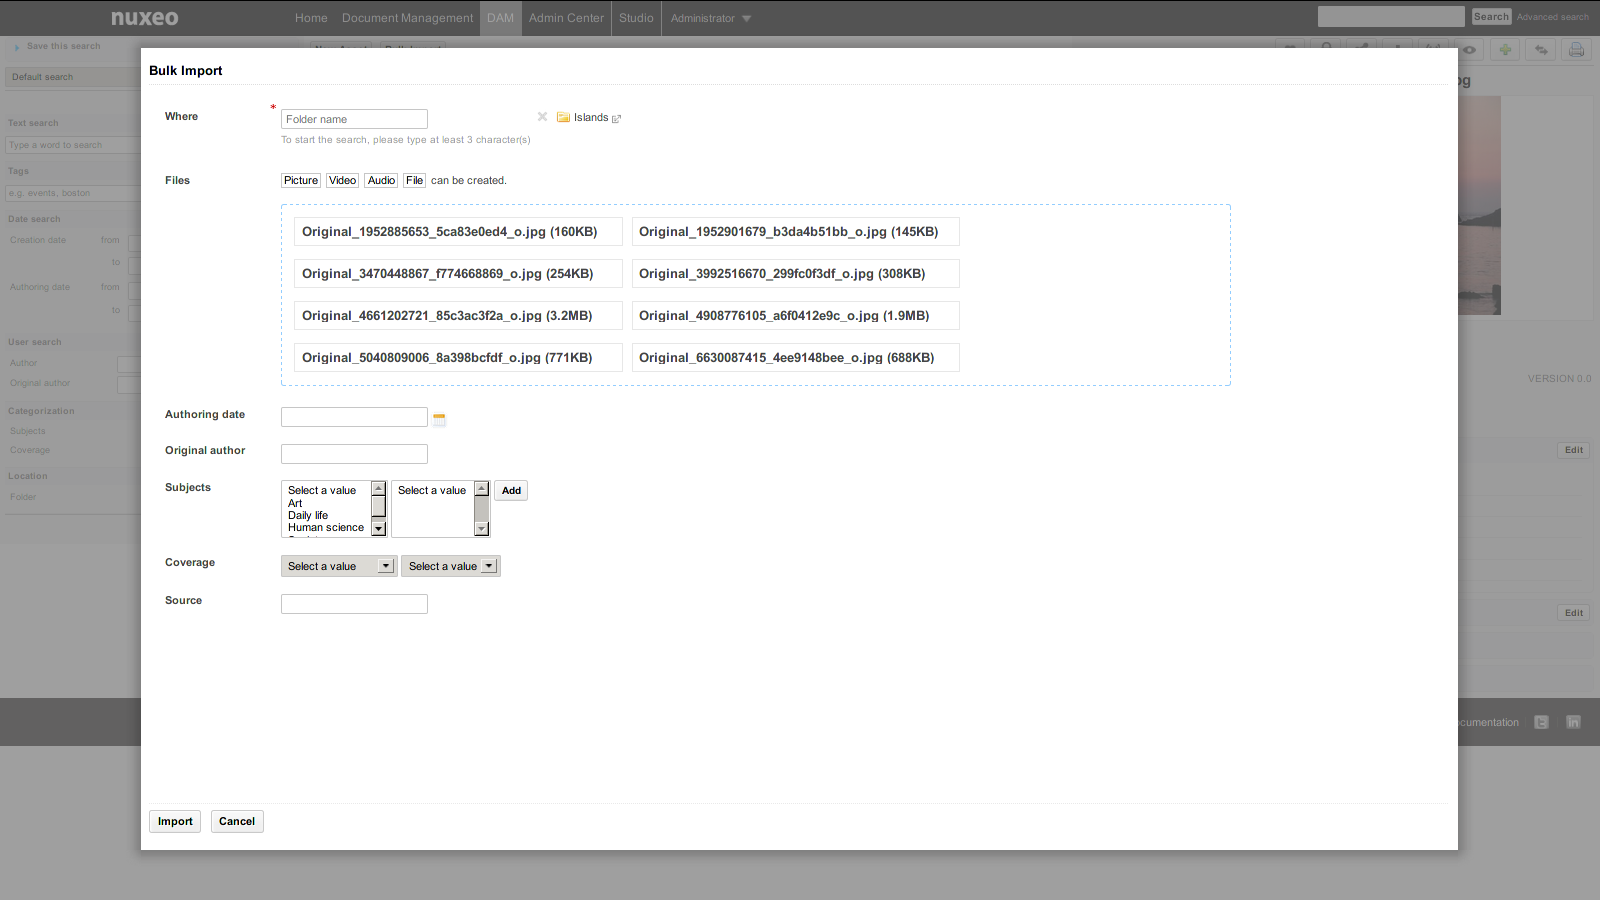 nuxeo
Home Document Management DAM Admin Center Studio Administrator
Search Advanced search
Save this search
Default search
Text search
Type a word to search
Tags
e.g. events, boston
Date search
Creation date from
to
Authoring date from
to
User search
Author
Original author
Categorization
Subjects
Coverage
Location
Folder
Bulk Import
Where * Folder name Islands
To start the search, please type at least 3 character(s)
Files Picture Video Audio File can be created.
Original_1952885653_5ca83e0ed4_o.jpg (160KB) Original_1952901679_b3da4b51bb_o.jpg (145KB)
Original_3470448867_f774668869_o.jpg (254KB) Original_3992516670_299fc0f3df_o.jpg (308KB)
Original_4661202721_85c3ac3f2a_o.jpg (3.2MB) Original_4908776105_a6f0412e9c_o.jpg (1.9MB)
Original_5040809006_8a398bcfdf_o.jpg (771KB) Original_6630087415_4ee9148bee_o.jpg (688KB)
Authoring date
Original author
Subjects Select a value Select a value Add
Art
Daily life
Human science
Coverage Select a value Select a value
Source
Import Cancel
VERSION 0.0
Edit
Edit